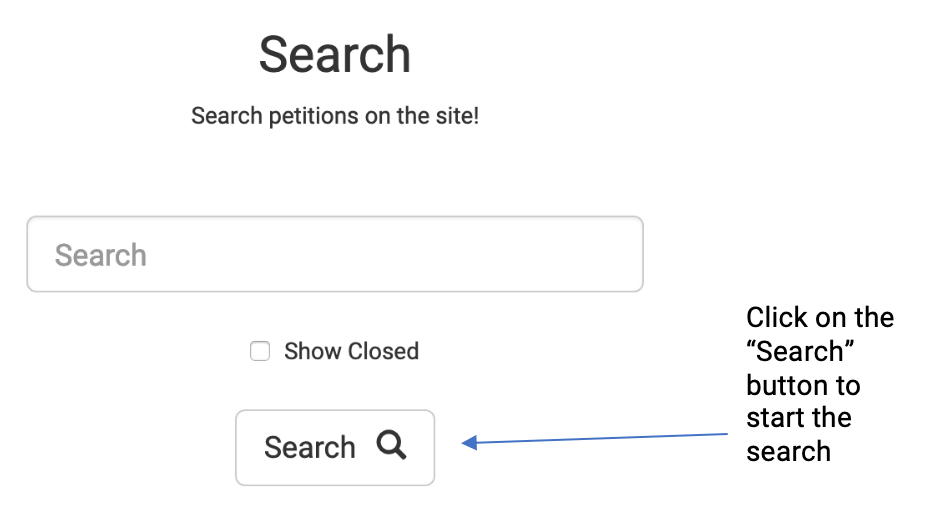 Search
Search petitions on the site!
Search
Show Closed
Search
Click on the
“Search”
button to
start the
search